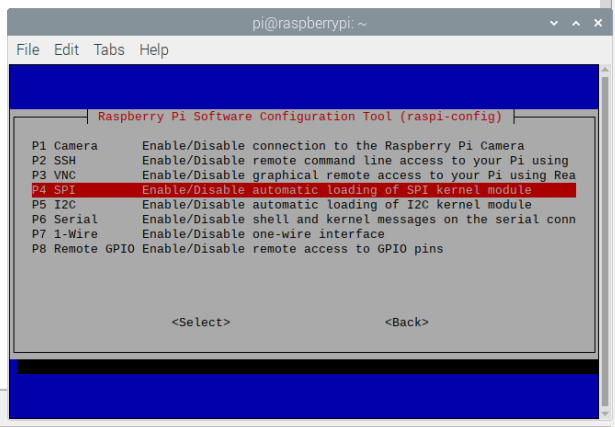 pi@raspberrypi: ~
File Edit Tabs Help
Raspberry Pi Software Configuration Tool (raspi-config)
P1 Camera Enable/Disable connection to the Raspberry Pi Camera
P2 SSH Enable/Disable remote command line access to your Pi using
P3 VNC Enable/Disable graphical remote access to your Pi using Rea
P4 SPI Enable/Disable automatic loading of SPI kernel module
P5 I2C Enable/Disable automatic loading of I2C kernel module
P6 Serial Enable/Disable shell and kernel messages on the serial conn
P7 1-Wire Enable/Disable one-wire interface
P8 Remote GPIO Enable/Disable remote access to GPIO pins
<Select> <Back>